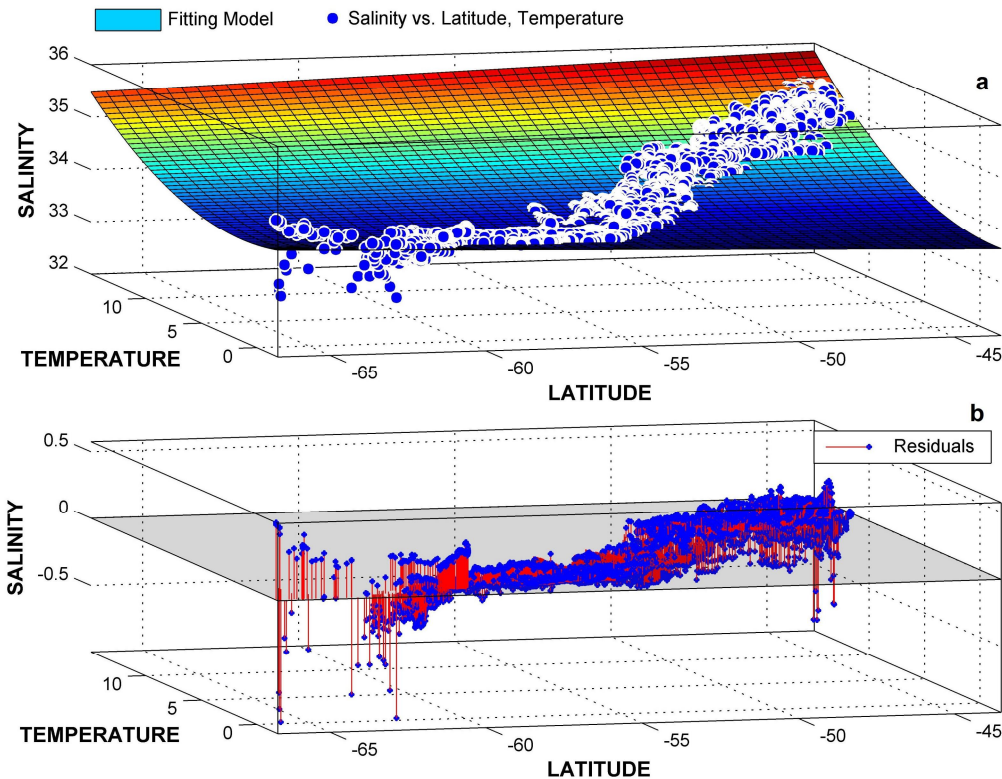 Fitting Model
Salinity vs. Latitude, Temperature
36
35
34
33
32
SALINITY
a
10
5
0
TEMPERATURE
-65
-60
-55
-50
-45
LATITUDE
b
Residuals
0.5
0
-0.5
SALINITY
10
5
0
TEMPERATURE
-65
-60
-55
-50
-45
LATITUDE